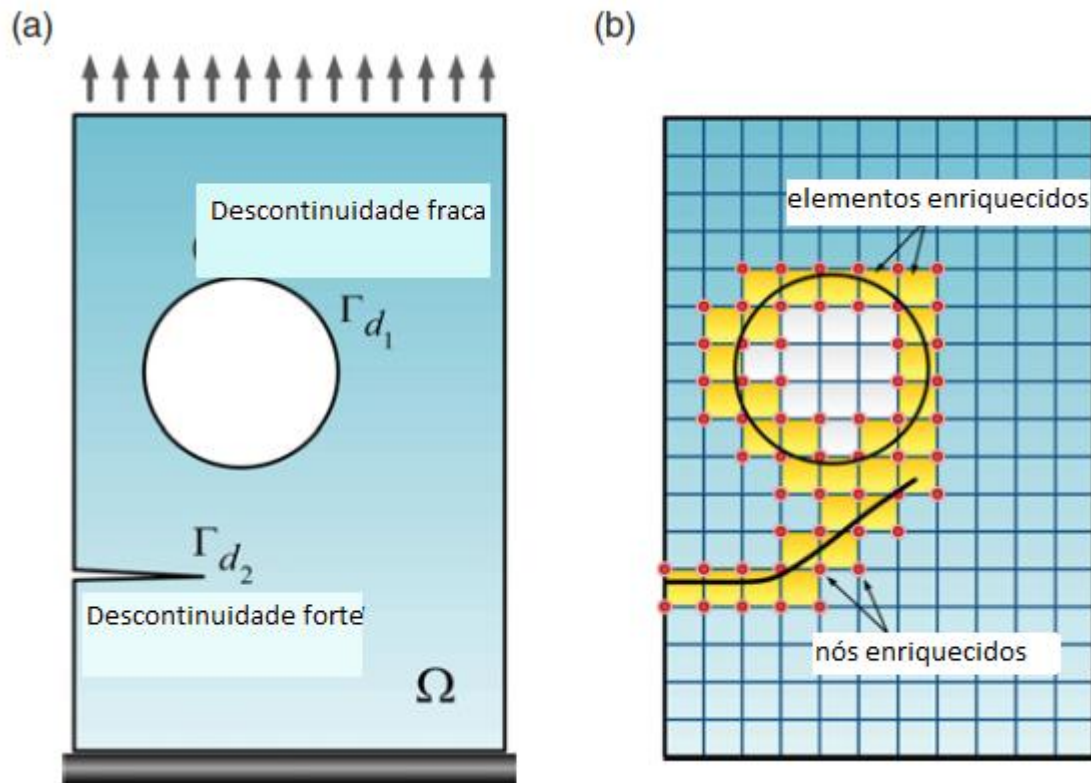 (a)
(b)
Descontinuidade fraca
Γd1
Γd2
Descontinuidade forte
Ω
elementos enriquecidos
nós enriquecidos